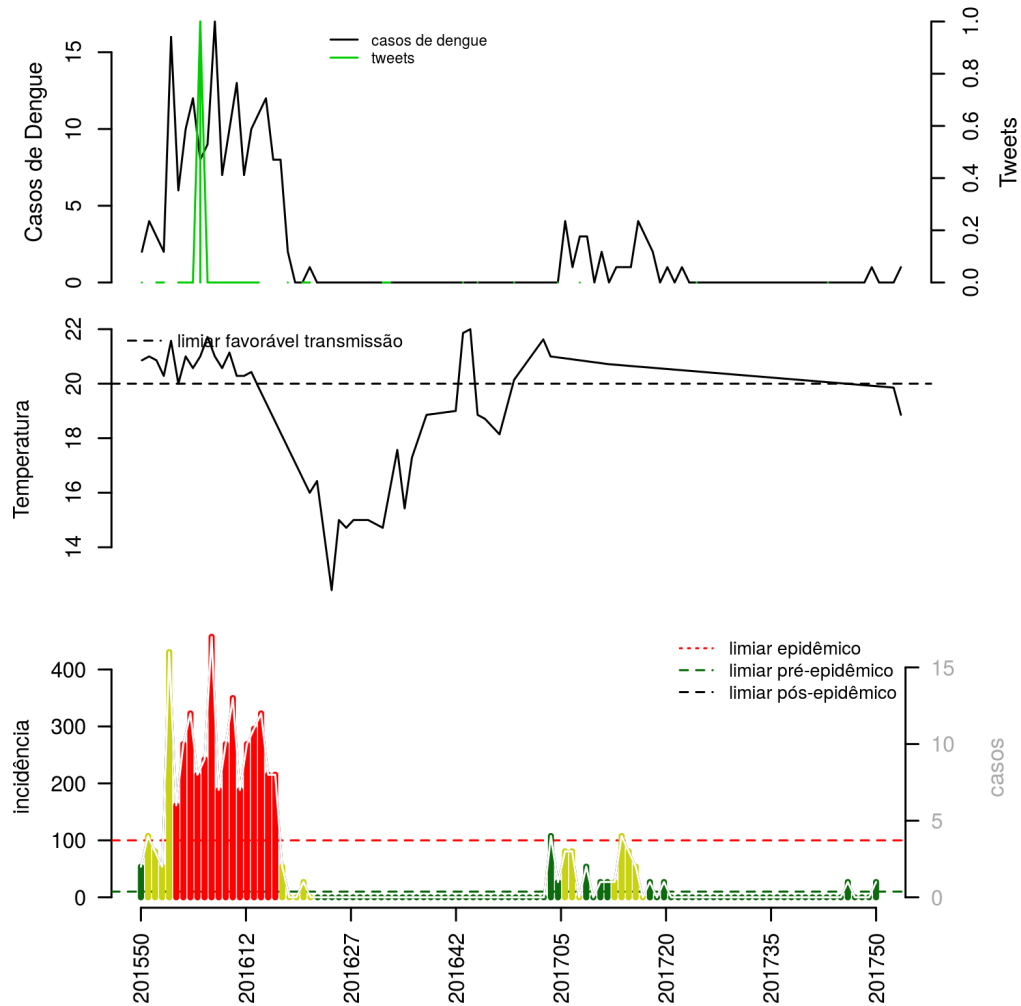 casos de dengue
tweets
Casos de Dengue
0
5
10
15
Tweets
0.0
0.2
0.4
0.6
0.8
1.0
limiar favorável transmissão
Temperatura
14
16
18
20
22
limiar epidêmico
limiar pré-epidêmico
limiar pós-epidêmico
incidência
0
100
200
300
400
casos
0
5
10
15
201550
201612
201627
201642
201705
201720
201735
201750